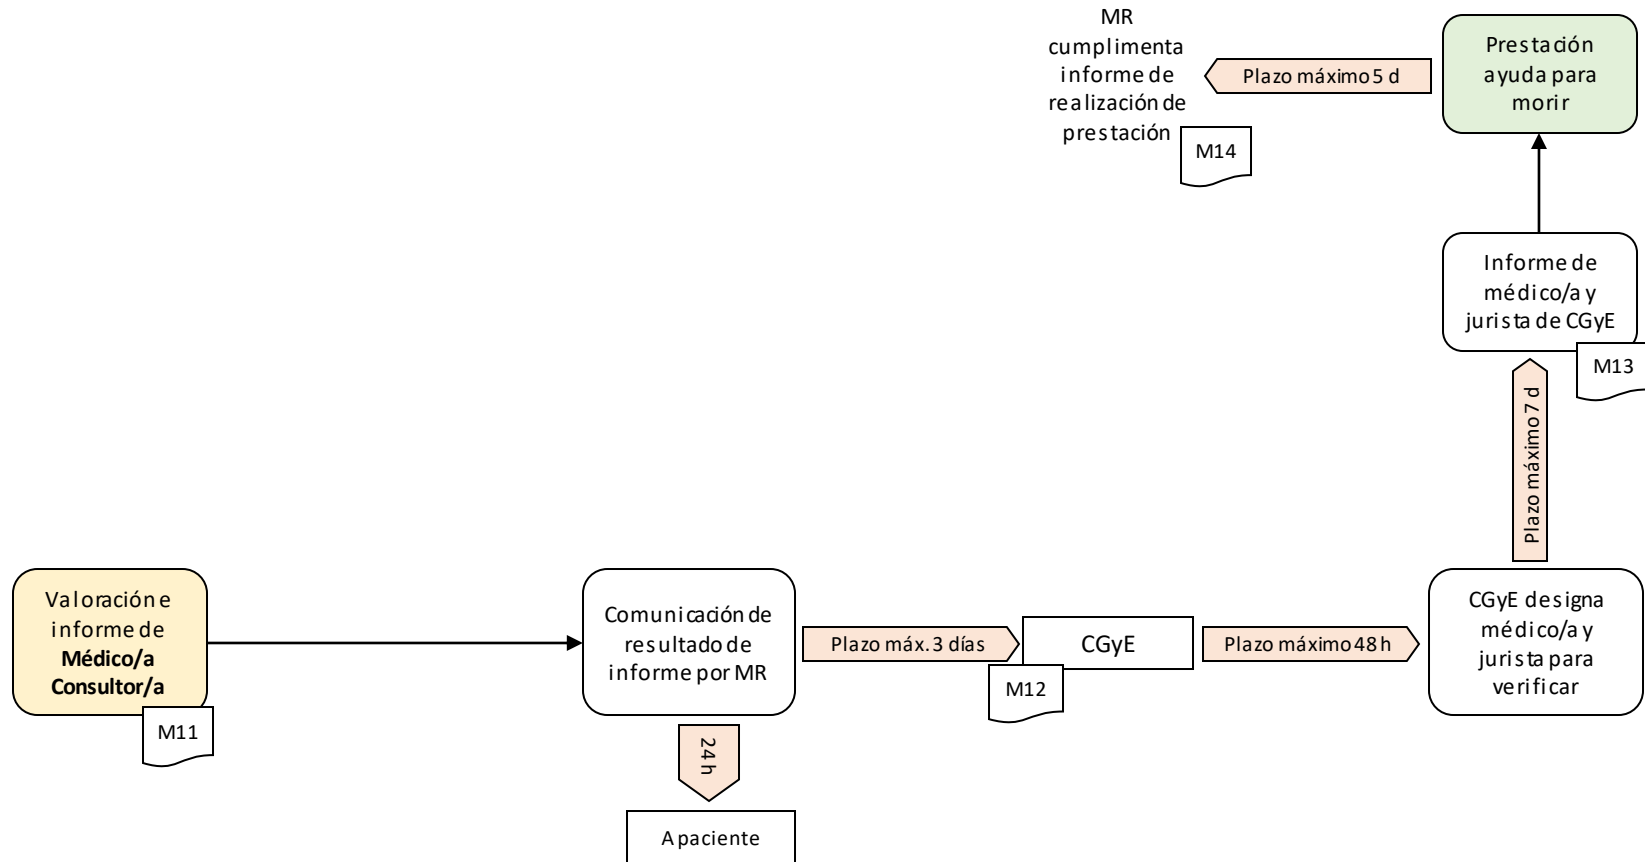 MR
cumplimenta
informe de
realización de
prestación
M14
Plazo máximo 5 d
Prestación
ayuda para
morir
Informe de
médico/a y
jurista de CGyE
M13
Plazo máximo 7 d
Valoración e
informe de
Médico/a
Consultor/a
M11
Comunicación de
resultado de
informe por MR
Plazo máx. 3 días
CGyE
M12
Plazo máximo 48 h
CGyE designa
médico/a y
jurista para
verificar
24 h
A paciente